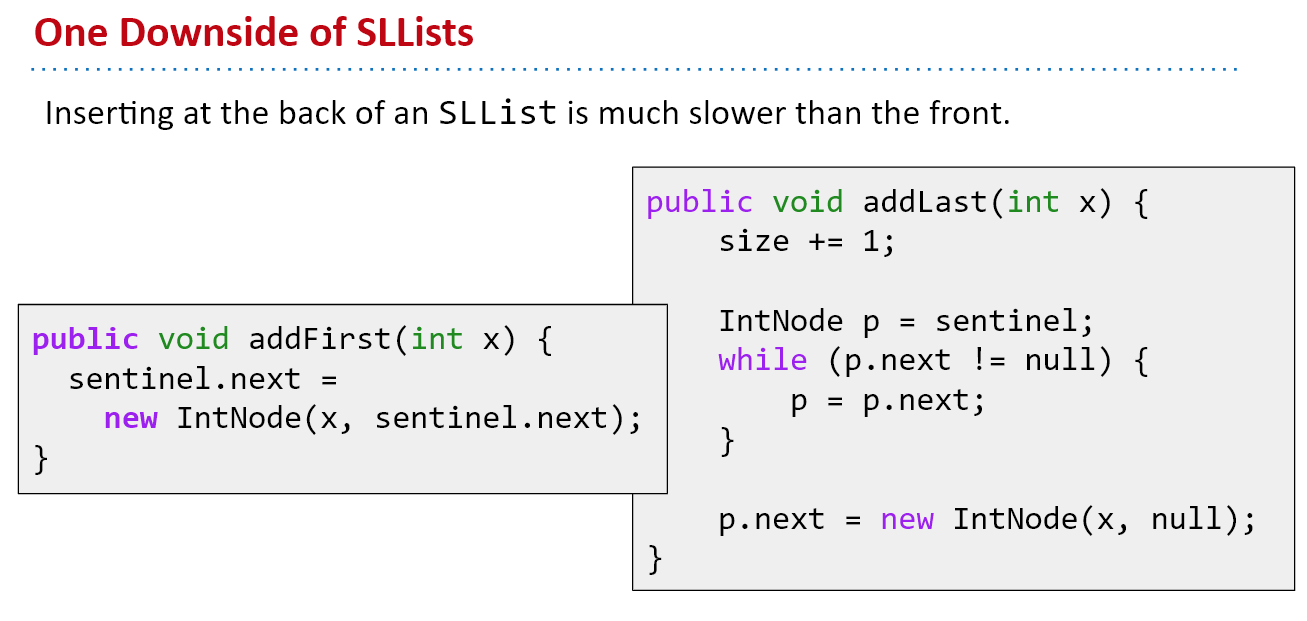 One Downside of SLLists
Inserting at the back of an SLList is much slower than the front.
public void addFirst(int x) {
  sentinel.next =
    new IntNode(x, sentinel.next);
}
public void addLast(int x) {
    size += 1;
    IntNode p = sentinel;
    while (p.next != null) {
        p = p.next;
    }
    p.next = new IntNode(x, null);
}